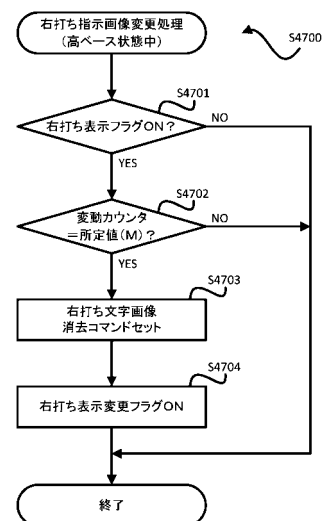 右打ち指示画像変更処理
(高ベース状態中)
S4700
S4701
右打ち表示フラグON?
NO
YES
S4702
変動カウンタ
=所定値(M)?
NO
YES
S4703
右打ち文字画像
消去コマンドセット
S4704
右打ち表示変更フラグON
終了